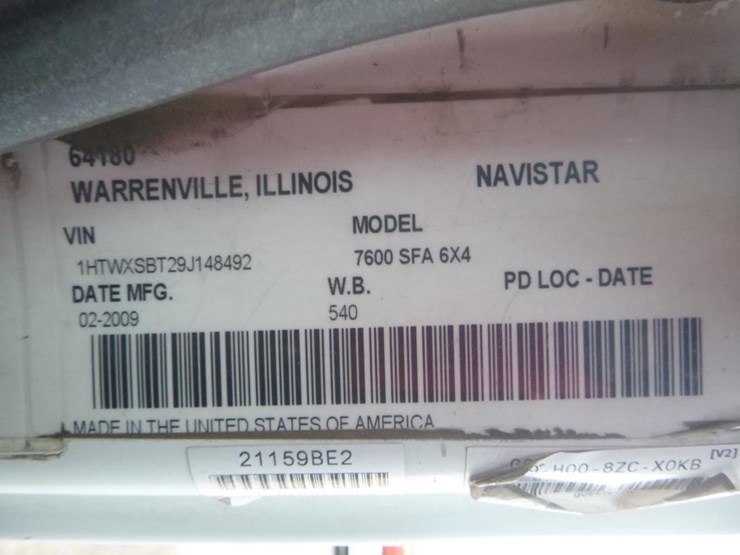 64180
WARRENVILLE, ILLINOIS NAVISTAR
VIN MODEL
1HTWXSBT29J148492 7600 SFA 6X4
DATE MFG. W.B. PD LOC - DATE
02-2009 540
MADE IN THE UNITED STATES OF AMERICA
21159BE2
H00-8ZC-X0KB [V2]